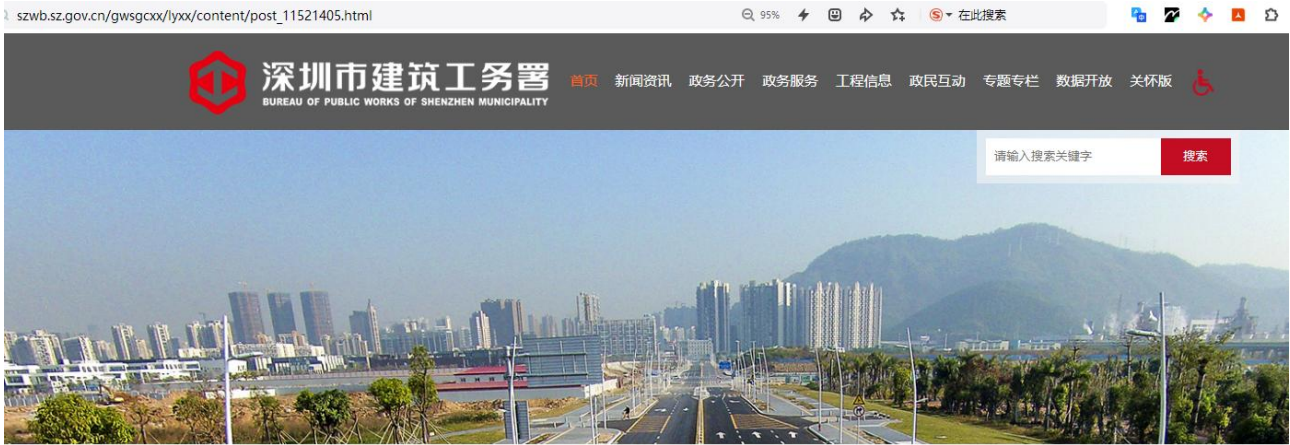 szwb.sz.gov.cn/gwsgcxx/lyxx/content/post_11521405.html
95%
在此搜索
深圳市建筑工务署
BUREAU OF PUBLIC WORKS OF SHENZHEN MUNICIPALITY
首页 新闻资讯 政务公开 政务服务 工程信息 政民互动 专题专栏 数据开放 关怀版
请输入搜索关键字
搜索